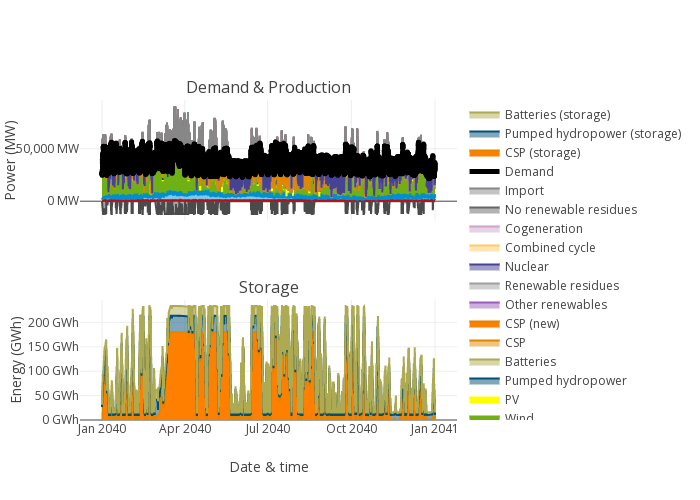 Demand & Production
Power (MW)
50,000 MW
0 MW
Storage
Energy (GWh)
200 GWh
150 GWh
100 GWh
50 GWh
0 GWh
Jan 2040
Apr 2040
Jul 2040
Oct 2040
Jan 2041
Date & time
Batteries (storage)
Pumped hydropower (storage)
CSP (storage)
Demand
Import
No renewable residues
Cogeneration
Combined cycle
Nuclear
Renewable residues
Other renewables
CSP (new)
CSP
Batteries
Pumped hydropower
PV
Wind